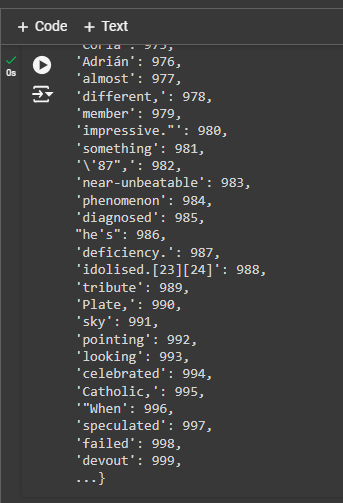 + Code + Text
0s
'Coria': 975,
'Adrián': 976,
'almost': 977,
'different,': 978,
'member': 979,
'impressive."': 980,
'something': 981,
'\'87",': 982,
'near-unbeatable': 983,
'phenomenon': 984,
'diagnosed': 985,
"he's": 986,
'deficiency.': 987,
'idolised.[23][24]': 988,
'tribute': 989,
'Plate,': 990,
'sky': 991,
'pointing': 992,
'looking': 993,
'celebrated': 994,
'Catholic,': 995,
'"When': 996,
'speculated': 997,
'failed': 998,
'devout': 999,
...}